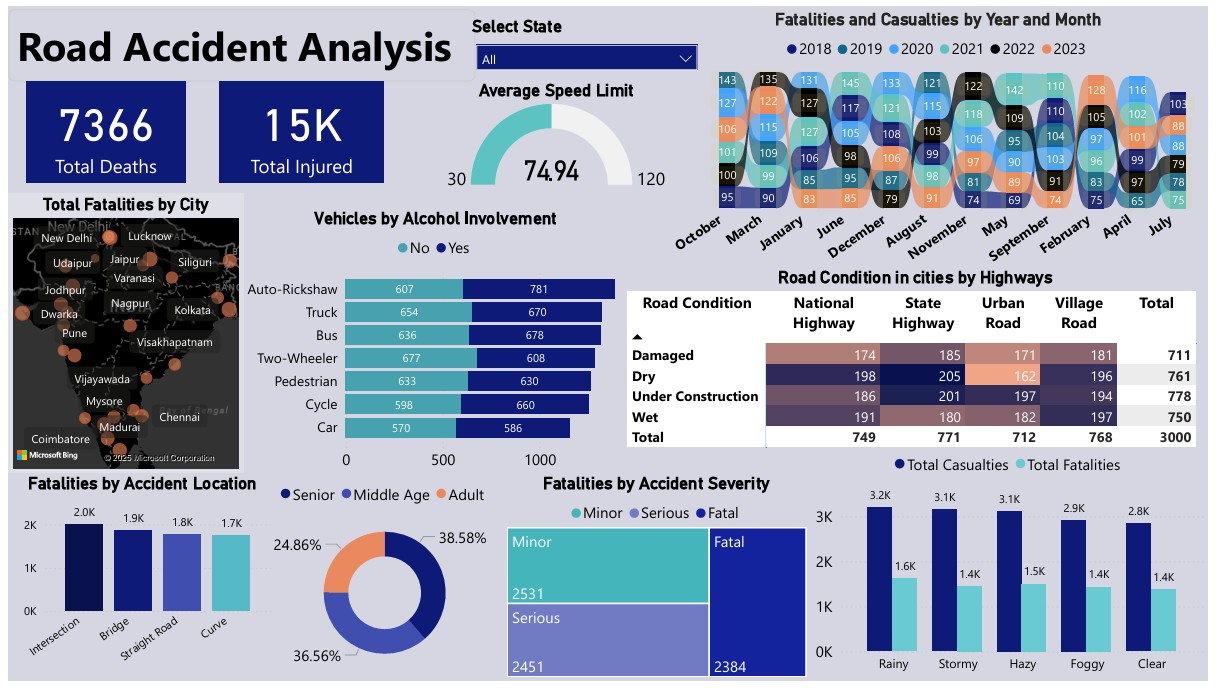 Road Accident Analysis
7366
Total Deaths
15K
Total Injured
Select State
All
Average Speed Limit
74.94
30
120
Fatalities and Casualties by Year and Month
2018 2019 2020 2021 2022 2023
143 135 131 145 133 121 122 142 110 128 116 103
127 122 127 117 121 115 118 109 110 105 102 88
106 115 127 105 108 103 106 95 104 97 101 88
101 109 106 98 106 99 97 90 103 96 99 79
100 99 85 95 87 98 81 89 91 83 97 78
95 90 83 85 79 91 74 69 74 75 65 75
October March January June December August November May September February April July
Total Fatalities by City
New Delhi
New Delhi
Lucknow
Udaipur
Jaipur
Siliguri
Varanasi
Jodhpur
Nagpur
Kolkata
Dwarka
Pune
Visakhapatnam
Vijayawada
Mysore
Chennai
Madurai
Coimbatore
Microsoft Bing
© 2025 Microsoft Corporation
Vehicles by Alcohol Involvement
No Yes
Auto-Rickshaw 607 781
Truck 654 670
Bus 636 678
Two-Wheeler 677 608
Pedestrian 633 630
Cycle 598 660
Car 570 586
0 500 1000
Road Condition in cities by Highways
Road Condition National Highway State Highway Urban Road Village Road Total
Damaged 174 185 171 181 711
Dry 198 205 162 196 761
Under Construction 186 201 197 194 778
Wet 191 180 182 197 750
Total 749 771 712 768 3000
Fatalities by Accident Location
2K
1K
0K
2.0K 1.9K 1.8K 1.7K
Intersection Bridge Straight Road Curve
Senior Middle Age Adult
24.86%
38.58%
36.56%
Fatalities by Accident Severity
Minor Serious Fatal
Minor
2531
Serious
2451
Fatal
2384
Total Casualties Total Fatalities
3K
2K
1K
0K
3.2K 1.6K 3.1K 1.4K 3.1K 1.5K 2.9K 1.4K 2.8K 1.4K
Rainy Stormy Hazy Foggy Clear